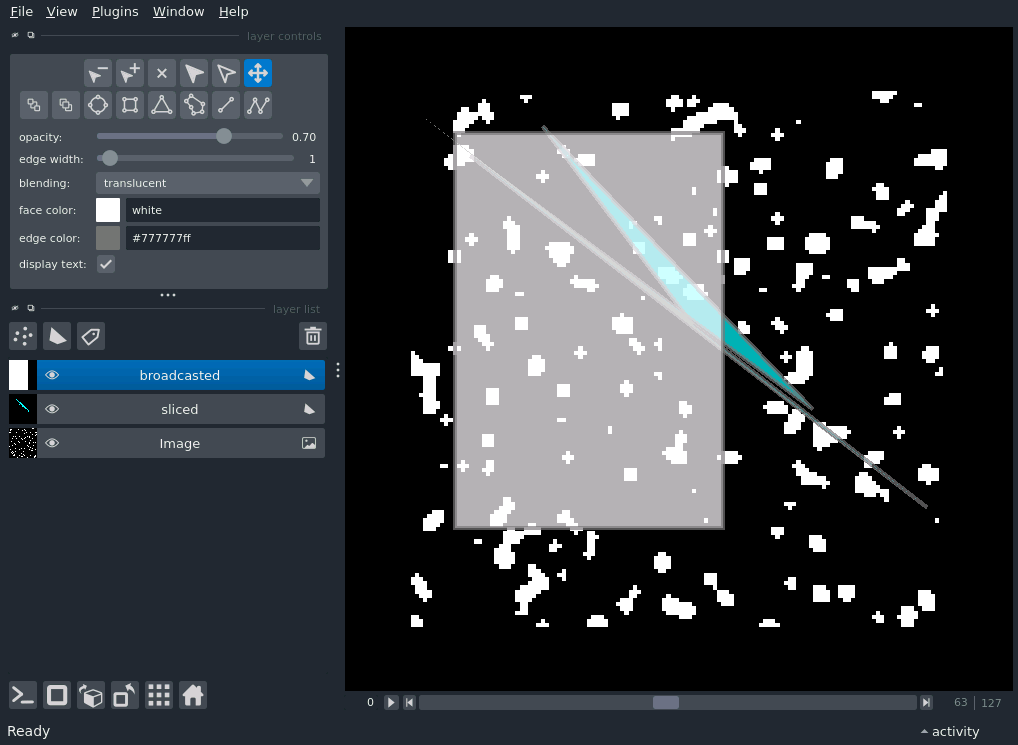 File View Plugins Window Help
layer controls
opacity: 0.70
edge width: 1
blending: translucent
face color: white
edge color: #777777ff
display text:
layer list
broadcasted
sliced
Image
0 63 127
Ready activity